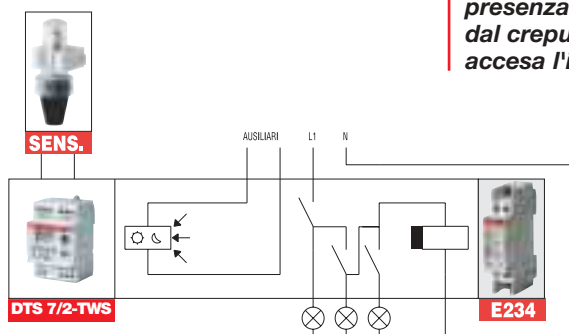 presenza
dal crepu
accesa l'i
SENS.
AUSILIARI L1 N
DTS 7/2-TWS
E234